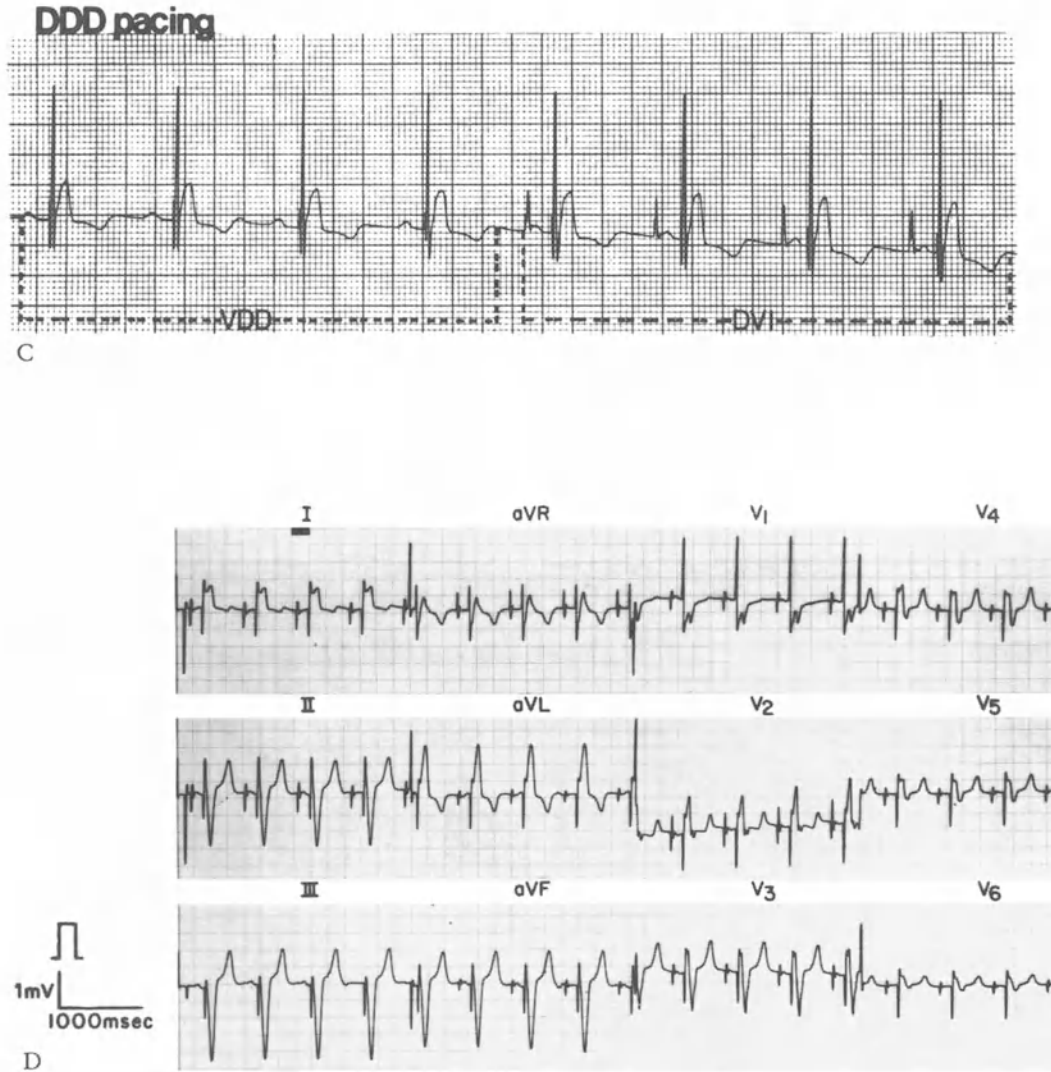 DDD pacing
VDD DVI
C
I aVR V1 V4
II aVL V2 V5
III aVF V3 V6
1mV
1000msec
D